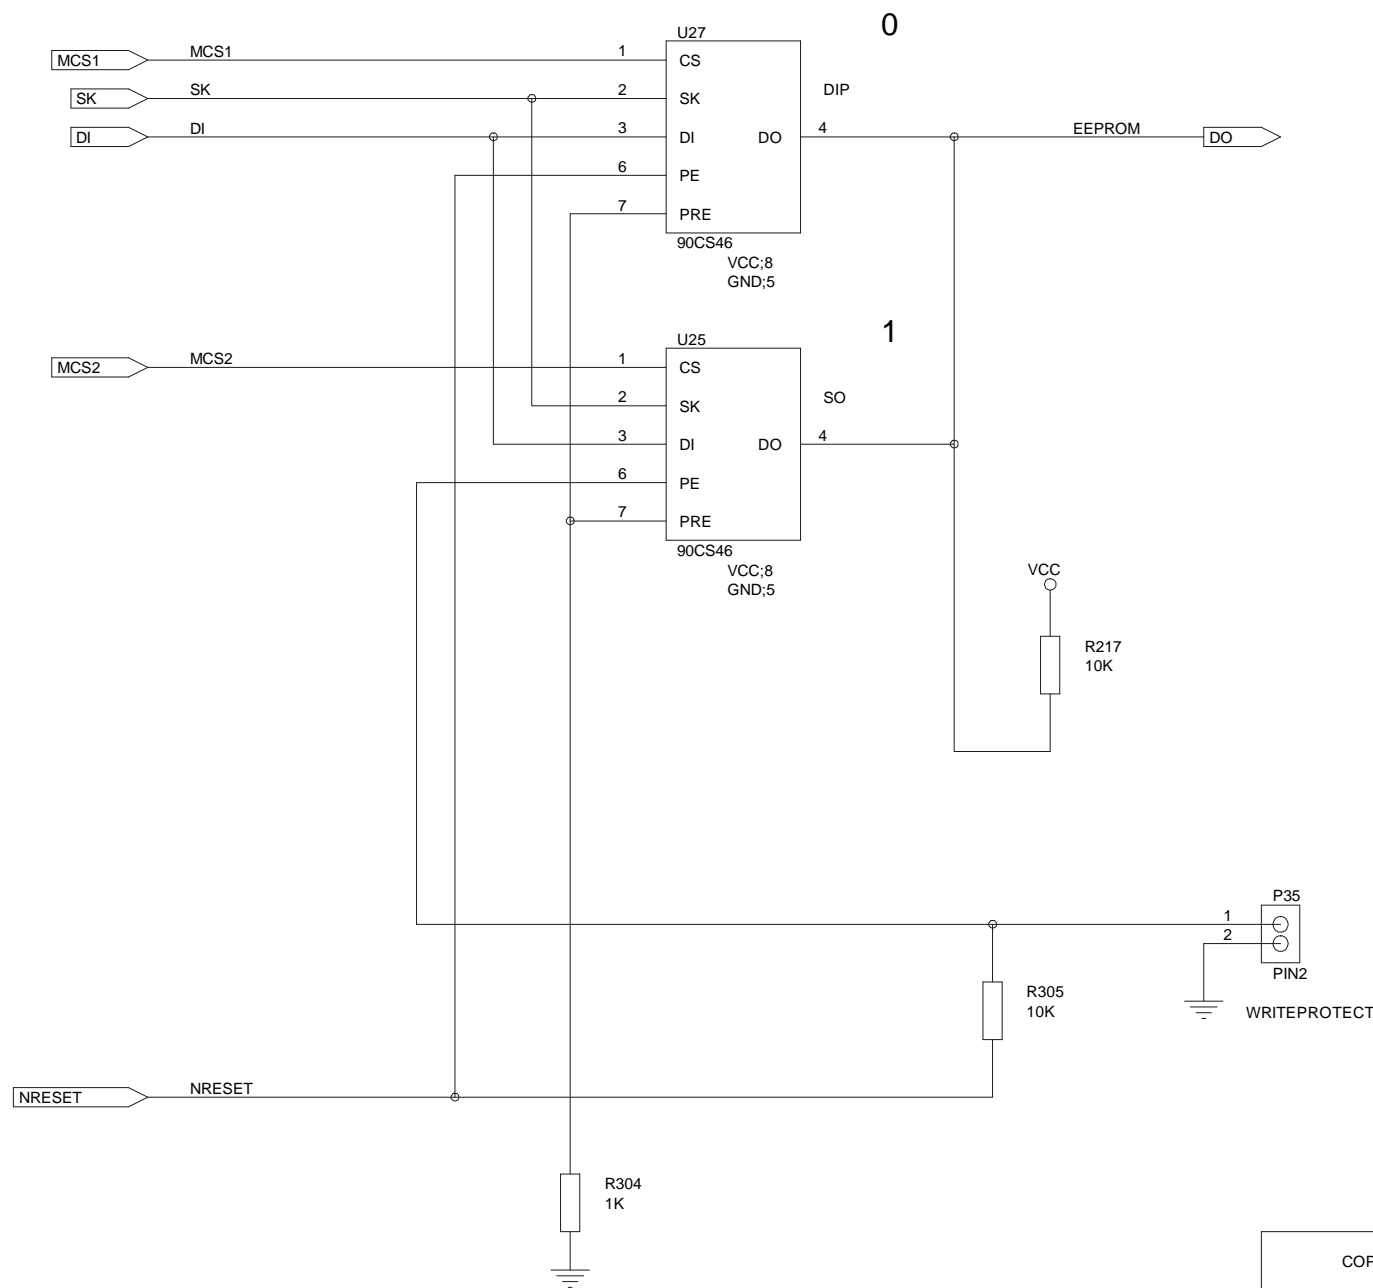 0
U27
MCS1 MCS1 1 CS
SK SK 2 SK DIP
DI DI 3 DI DO 4 EEPROM DO
6 PE
7 PRE
90CS46
VCC;8
GND;5
1
U25
MCS2 MCS2 1 CS
2 SK SO
3 DI DO 4
6 PE
7 PRE
90CS46
VCC;8
GND;5
VCC
R217
10K
P35
1
2
PIN2
R305
10K
WRITEPROTECT
NRESET NRESET
R304
1K
COP